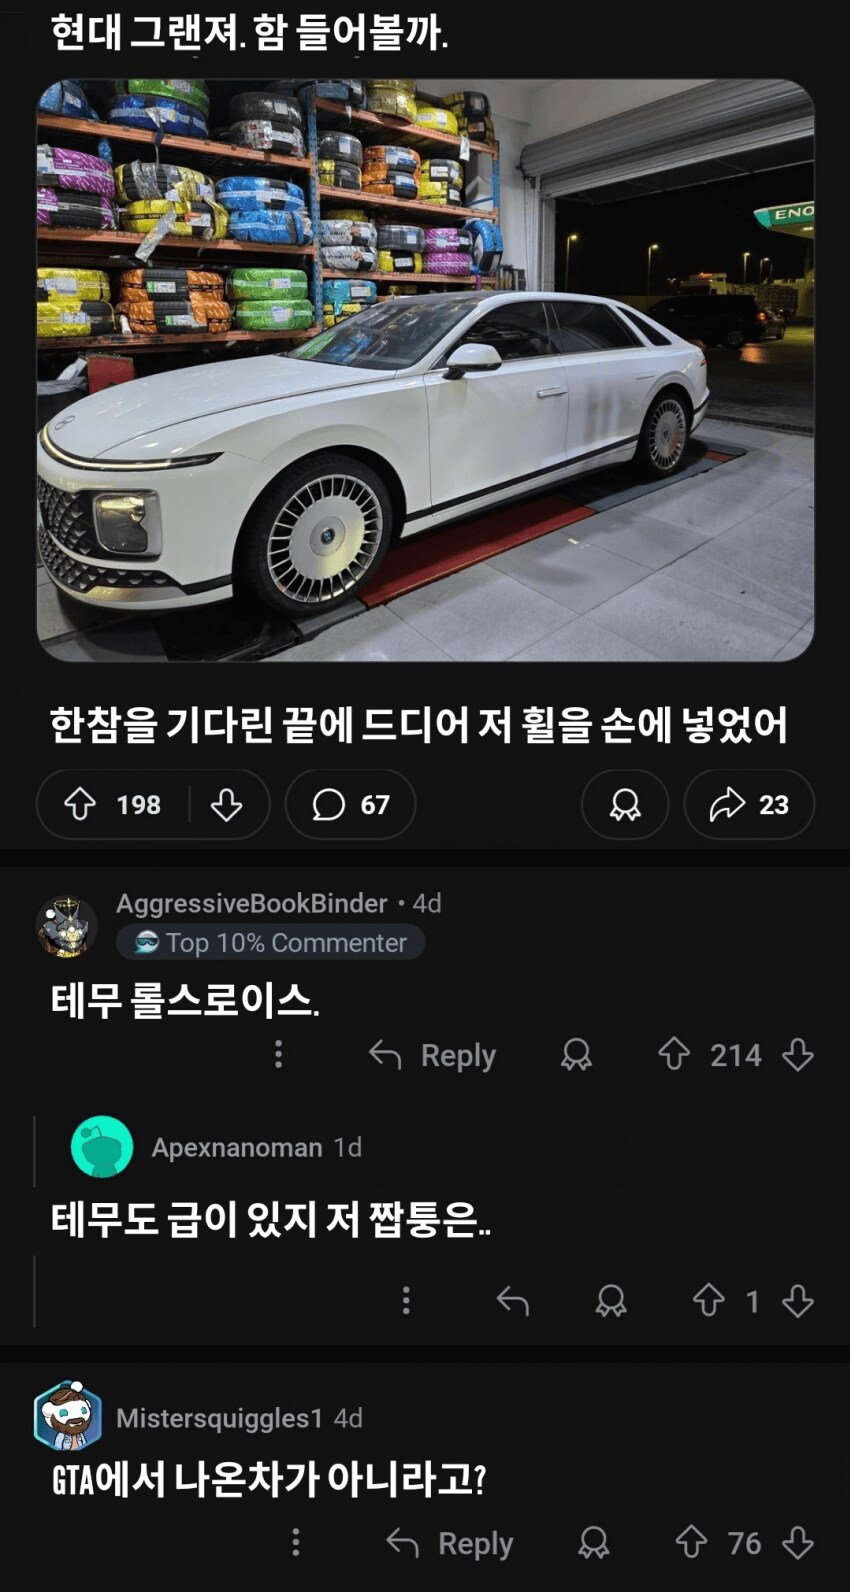 현대 그랜져. 함 들어볼까.
ENO
한참을 기다린 끝에 드디어 저 휠을 손에 넣었어
198
67
23
AggressiveBookBinder • 4d
Top 10% Commenter
테무 롤스로이스.
Reply
214
Apexnanoman 1d
테무도 급이 있지 저 짭퉁은..
1
Mistersquiggles1 4d
GTA에서 나온차가 아니라고?
Reply
76